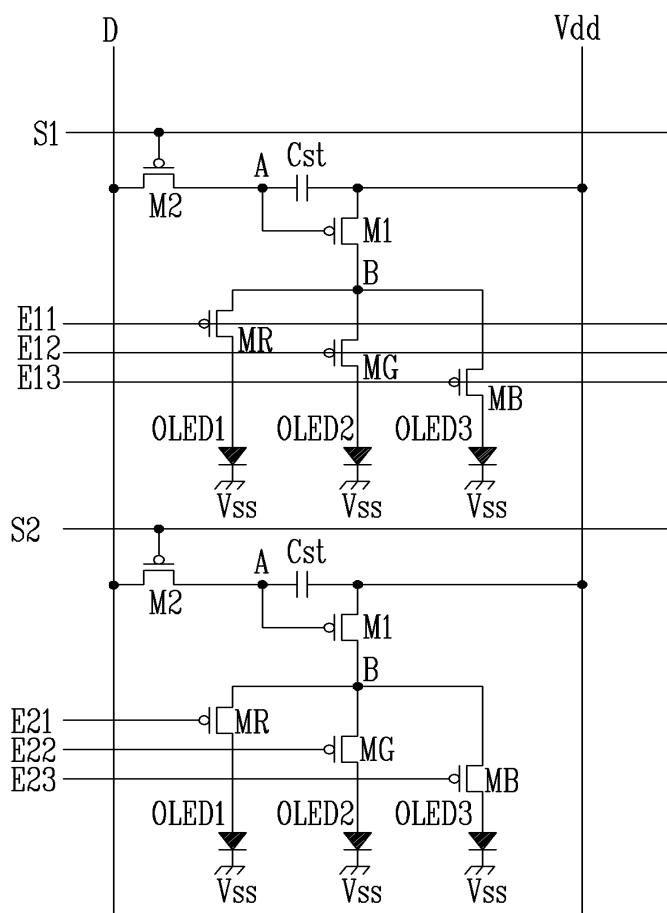 D Vdd
S1
A Cst
M2
M1
B
E11
MR
E12
MG
E13
MB
OLED1 OLED2 OLED3
Vss Vss Vss
S2
A Cst
M2
M1
B
E21 MR
E22 MG
E23 MB
OLED1 OLED2 OLED3
Vss Vss Vss